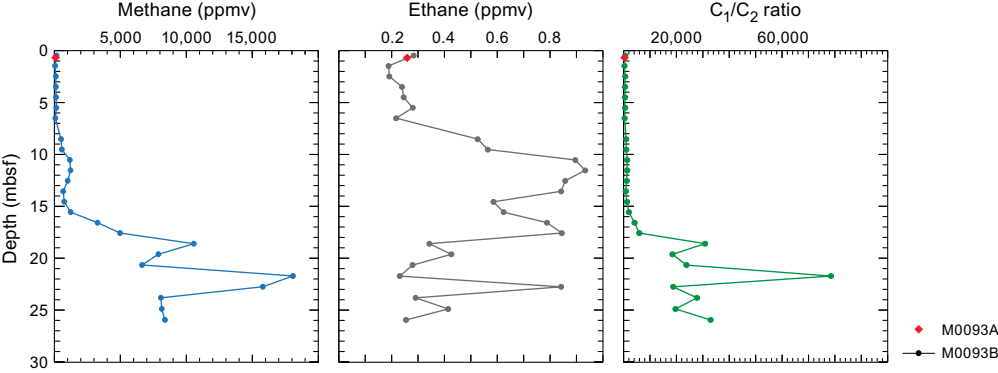 Methane (ppmv)
Ethane (ppmv)
C₁/C₂ ratio
5,000 10,000 15,000
0.2 0.4 0.6 0.8
20,000 60,000
Depth (mbsf)
0
5
10
15
20
25
30
M0093A
M0093B